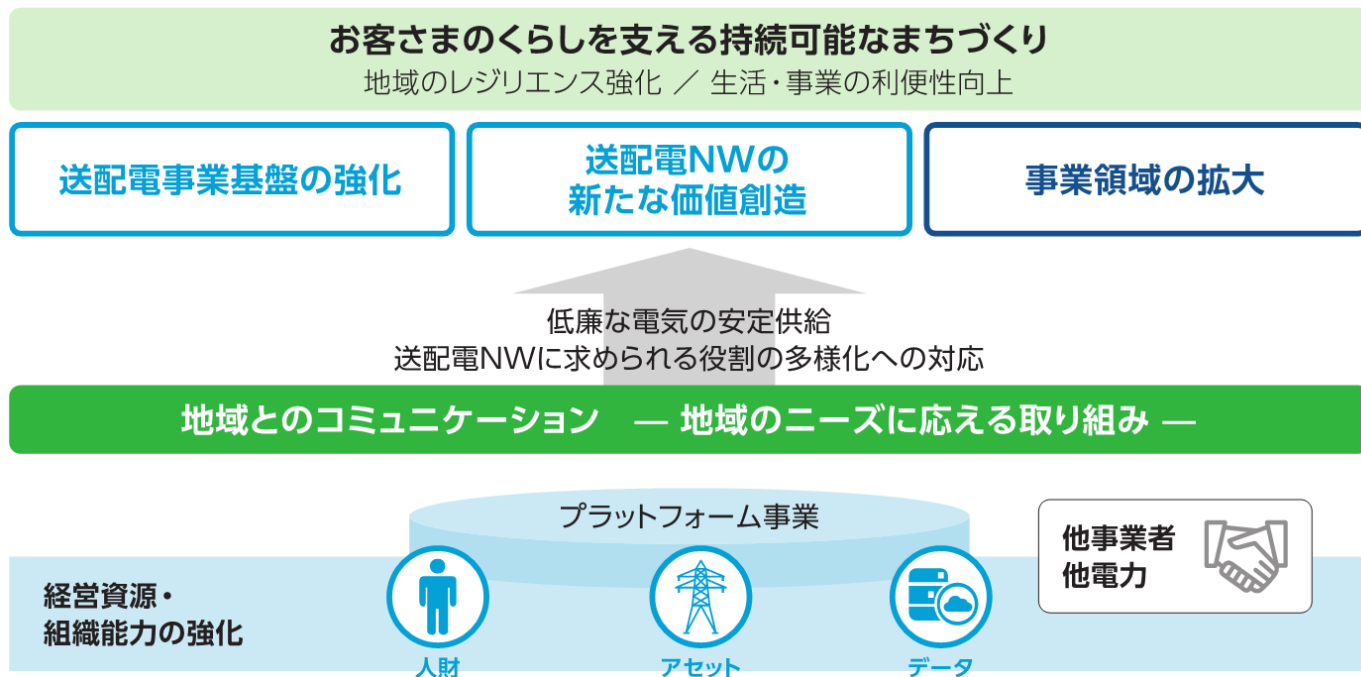 お客さまのくらしを支える持続可能なまちづくり
地域のレジリエンス強化 ／ 生活・事業の利便性向上
送配電事業基盤の強化
送配電NWの
新たな価値創造
事業領域の拡大
低廉な電気の安定供給
送配電NWに求められる役割の多様化への対応
地域とのコミュニケーション ― 地域のニーズに応える取り組み ―
プラットフォーム事業
他事業者
他電力
経営資源・
組織能力の強化
人財
アセット
データ